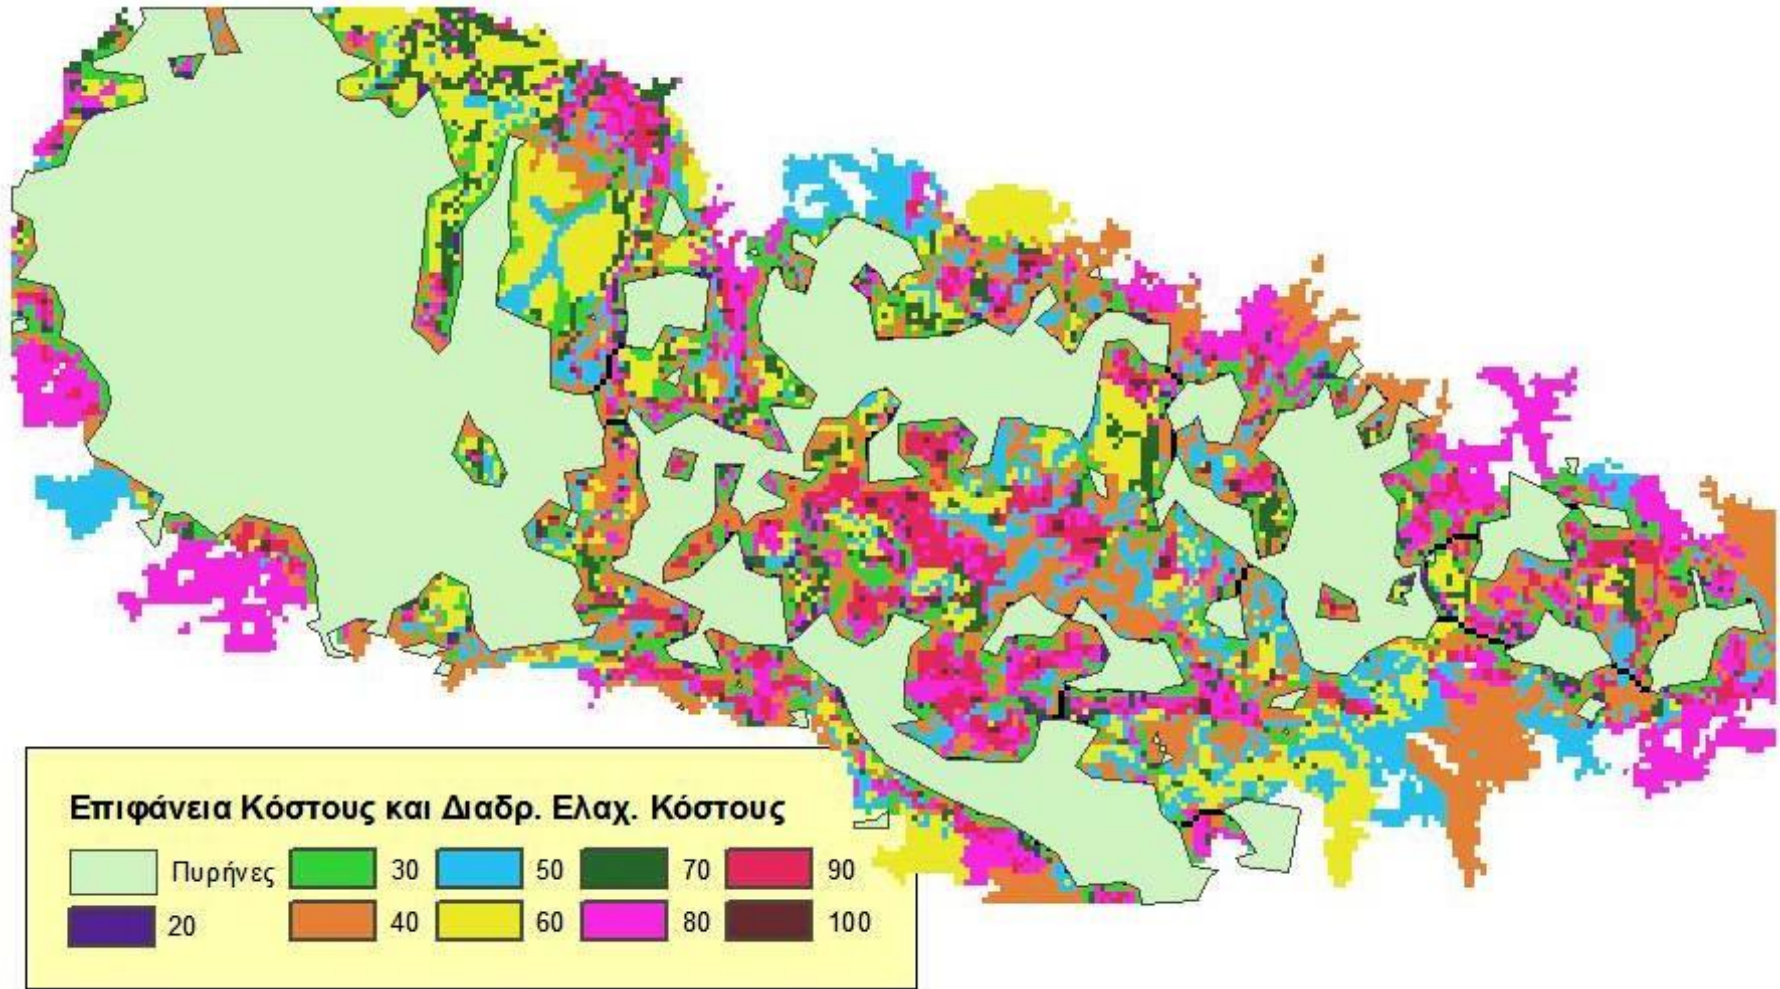 Επιφάνεια Κόστους και Διαδρ. Ελαχ. Κόστους
Πυρήνες 30 50 70 90
20 40 60 80 100